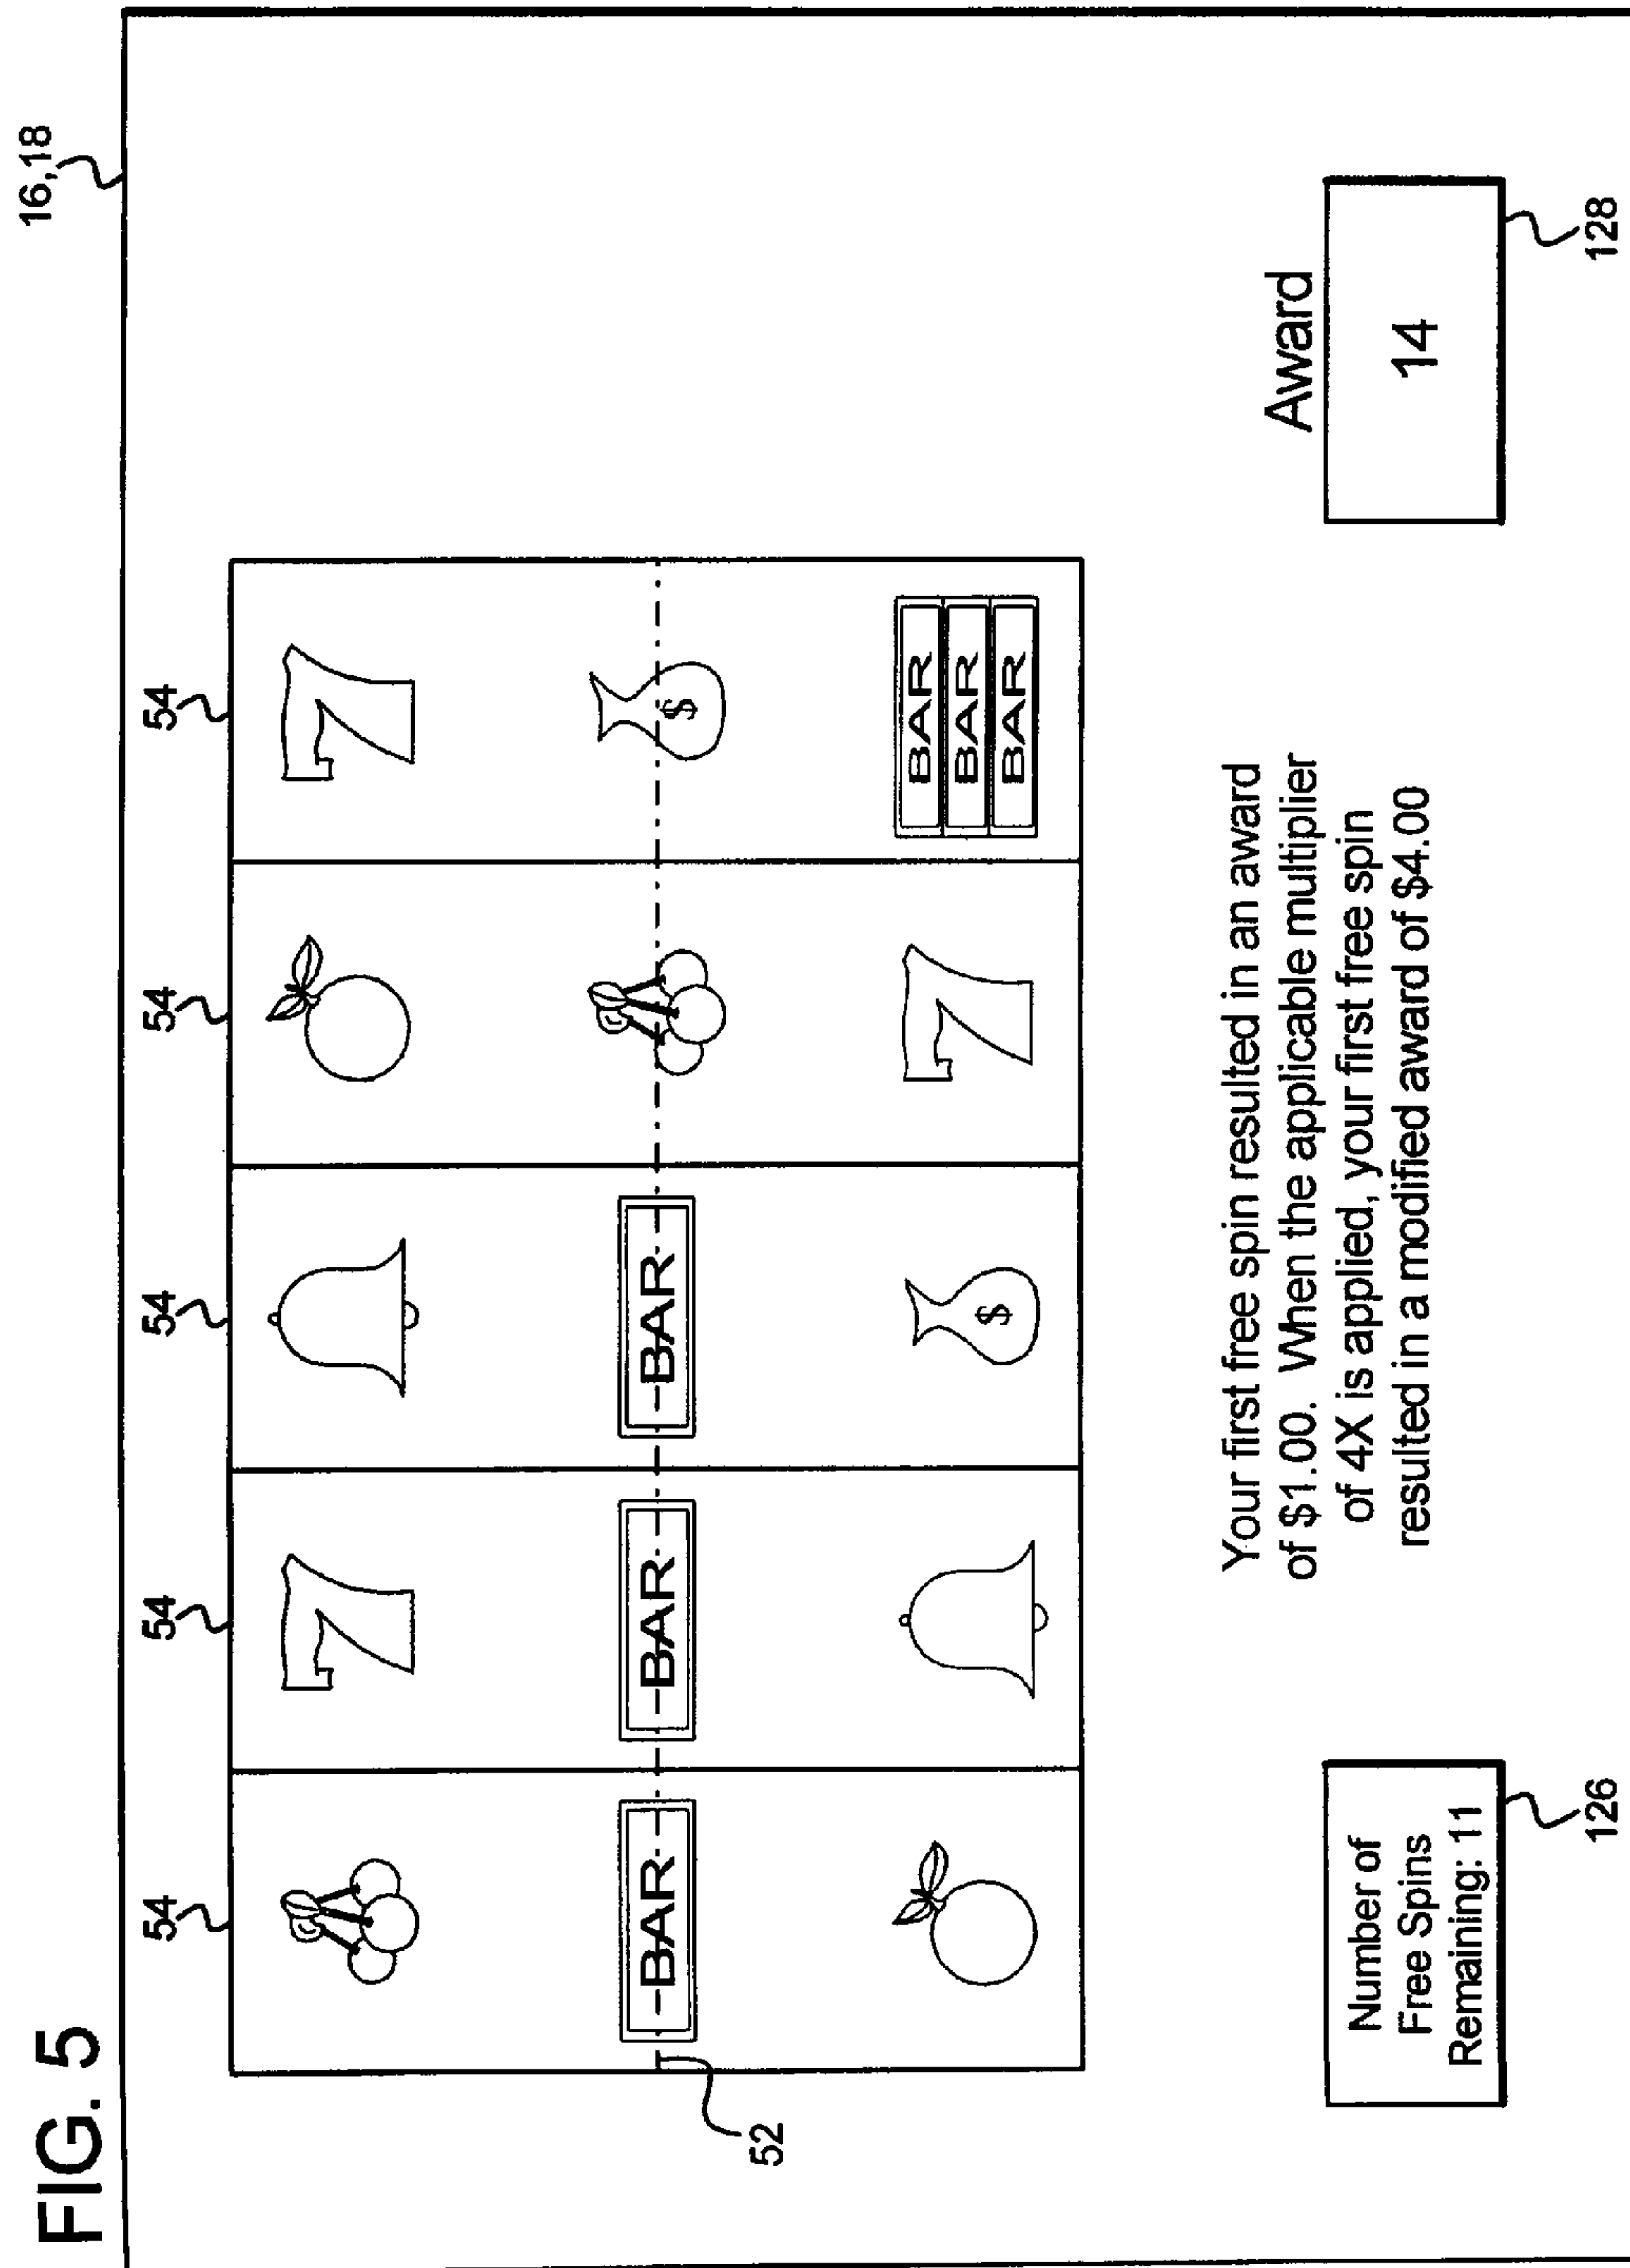 FIG. 5
16,18
54 54 54 54 54
BAR BAR BAR
52
BAR
BAR
BAR
$
$
Your first free spin resulted in an award
of $1.00. When the applicable multiplier
of 4X is applied, your first free spin
resulted in a modified award of $4.00
Number of
Free Spins
Remaining: 11
126
Award
14
128